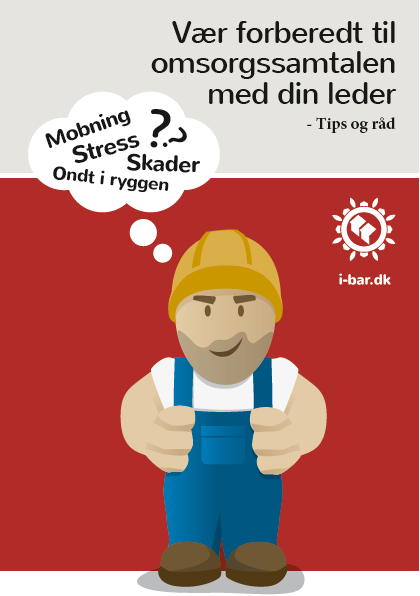 Vær forberedt til
omsorgssamtalen
med din leder
- Tips og råd
Mobning
??
Stress
Skader
Ondt i ryggen
i-bar.dk